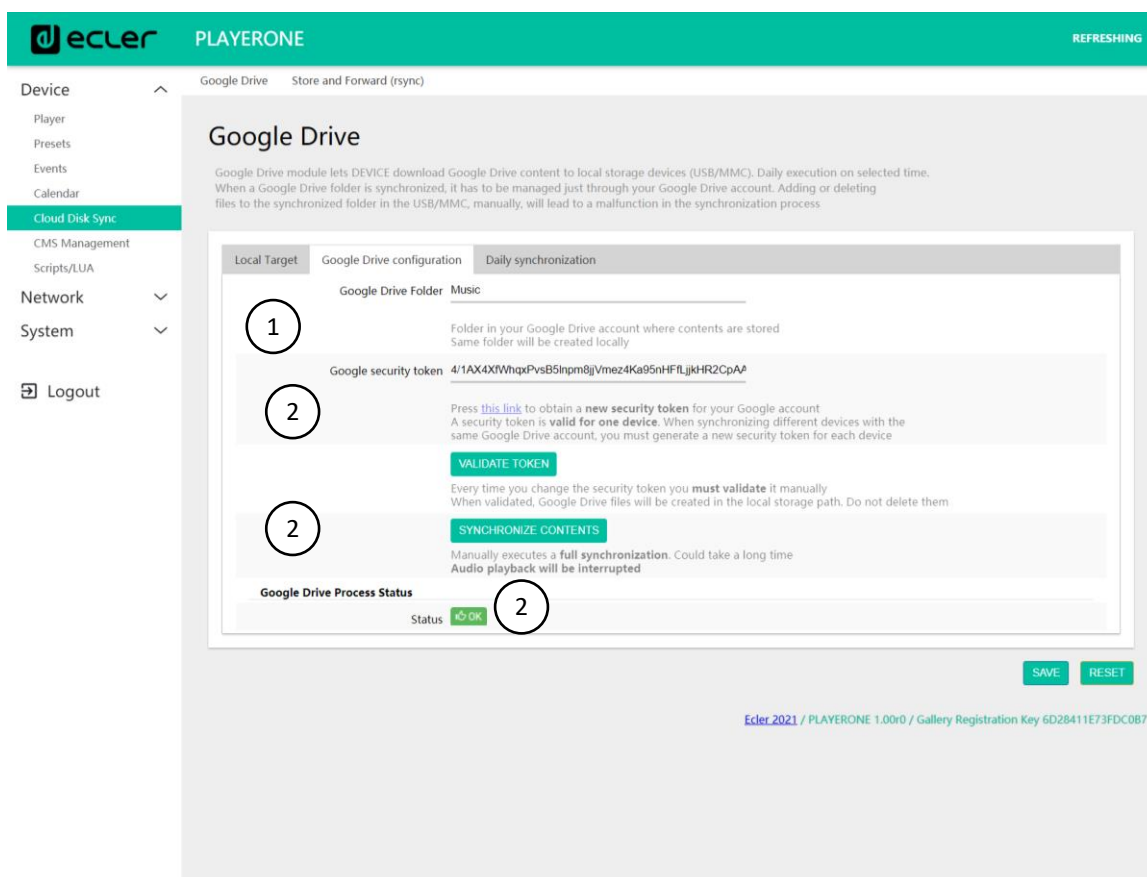 ecler
PLAYERONE
REFRESHING
Device
Player
Presets
Events
Calendar
Cloud Disk Sync
CMS Management
Scripts/LUA
Network
System
Logout
Google Drive Store and Forward (rsync)
Google Drive
Google Drive module lets DEVICE download Google Drive content to local storage devices (USB/MMC). Daily execution on selected time.
When a Google Drive folder is synchronized, it has to be managed just through your Google Drive account. Adding or deleting
files to the synchronized folder in the USB/MMC, manually, will lead to a malfunction in the synchronization process
Local Target Google Drive configuration Daily synchronization
Google Drive Folder Music
1
Folder in your Google Drive account where contents are stored
Same folder will be created locally
Google security token 4/1AX4XfWhqxPvsB5lnpm8jjVmez4Ka95nHFfLjjkHR2CpAA
2
Press this link to obtain a new security token for your Google account
A security token is valid for one device. When synchronizing different devices with the
same Google Drive account, you must generate a new security token for each device
VALIDATE TOKEN
Every time you change the security token you must validate it manually
When validated, Google Drive files will be created in the local storage path. Do not delete them
2
SYNCHRONIZE CONTENTS
Manually executes a full synchronization. Could take a long time
Audio playback will be interrupted
Google Drive Process Status
Status OK
2
SAVE RESET
Ecler 2021 / PLAYERONE 1.00r0 / Gallery Registration Key 6D28411E73FDC0B7